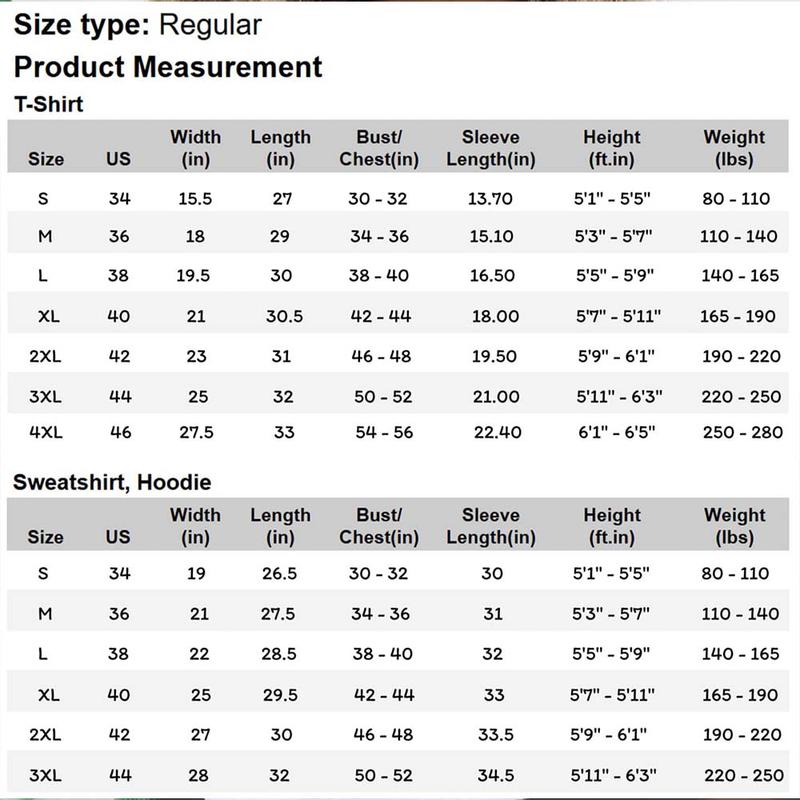 Size type: Regular
Product Measurement
T-Shirt
Size US Width (in) Length (in) Bust/ Chest(in) Sleeve Length(in) Height (ft.in) Weight (lbs)
S 34 15.5 27 30 - 32 13.70 5'1" - 5'5" 80 - 110
M 36 18 29 34 - 36 15.10 5'3" - 5'7" 110 - 140
L 38 19.5 30 38 - 40 16.50 5'5" - 5'9" 140 - 165
XL 40 21 30.5 42 - 44 18.00 5'7" - 5'11" 165 - 190
2XL 42 23 31 46 - 48 19.50 5'9" - 6'1" 190 - 220
3XL 44 25 32 50 - 52 21.00 5'11" - 6'3" 220 - 250
4XL 46 27.5 33 54 - 56 22.40 6'1" - 6'5" 250 - 280
Sweatshirt, Hoodie
Size US Width (in) Length (in) Bust/ Chest(in) Sleeve Length(in) Height (ft.in) Weight (lbs)
S 34 19 26.5 30 - 32 30 5'1" - 5'5" 80 - 110
M 36 21 27.5 34 - 36 31 5'3" - 5'7" 110 - 140
L 38 22 28.5 38 - 40 32 5'5" - 5'9" 140 - 165
XL 40 25 29.5 42 - 44 33 5'7" - 5'11" 165 - 190
2XL 42 27 30 46 - 48 33.5 5'9" - 6'1" 190 - 220
3XL 44 28 32 50 - 52 34.5 5'11" - 6'3" 220 - 250